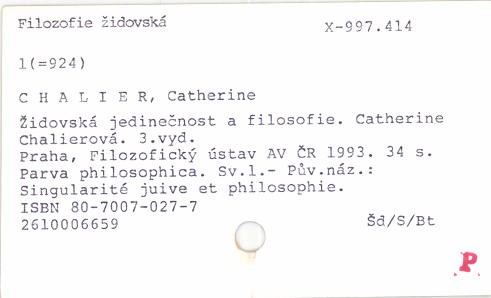 Filozofie židovská
X-997.414
1(=924)
C H A L I E R, Catherine
Židovská jedinečnost a filosofie. Catherine
Chalierová. 3.vyd.
Praha, Filozofický ústav AV ČR 1993. 34 s.
Parva philosophica. Sv.1.- Pův.náz.:
Singularité juive et philosophie.
ISBN 80-7007-027-7
2610006659
Šd/S/Bt
P